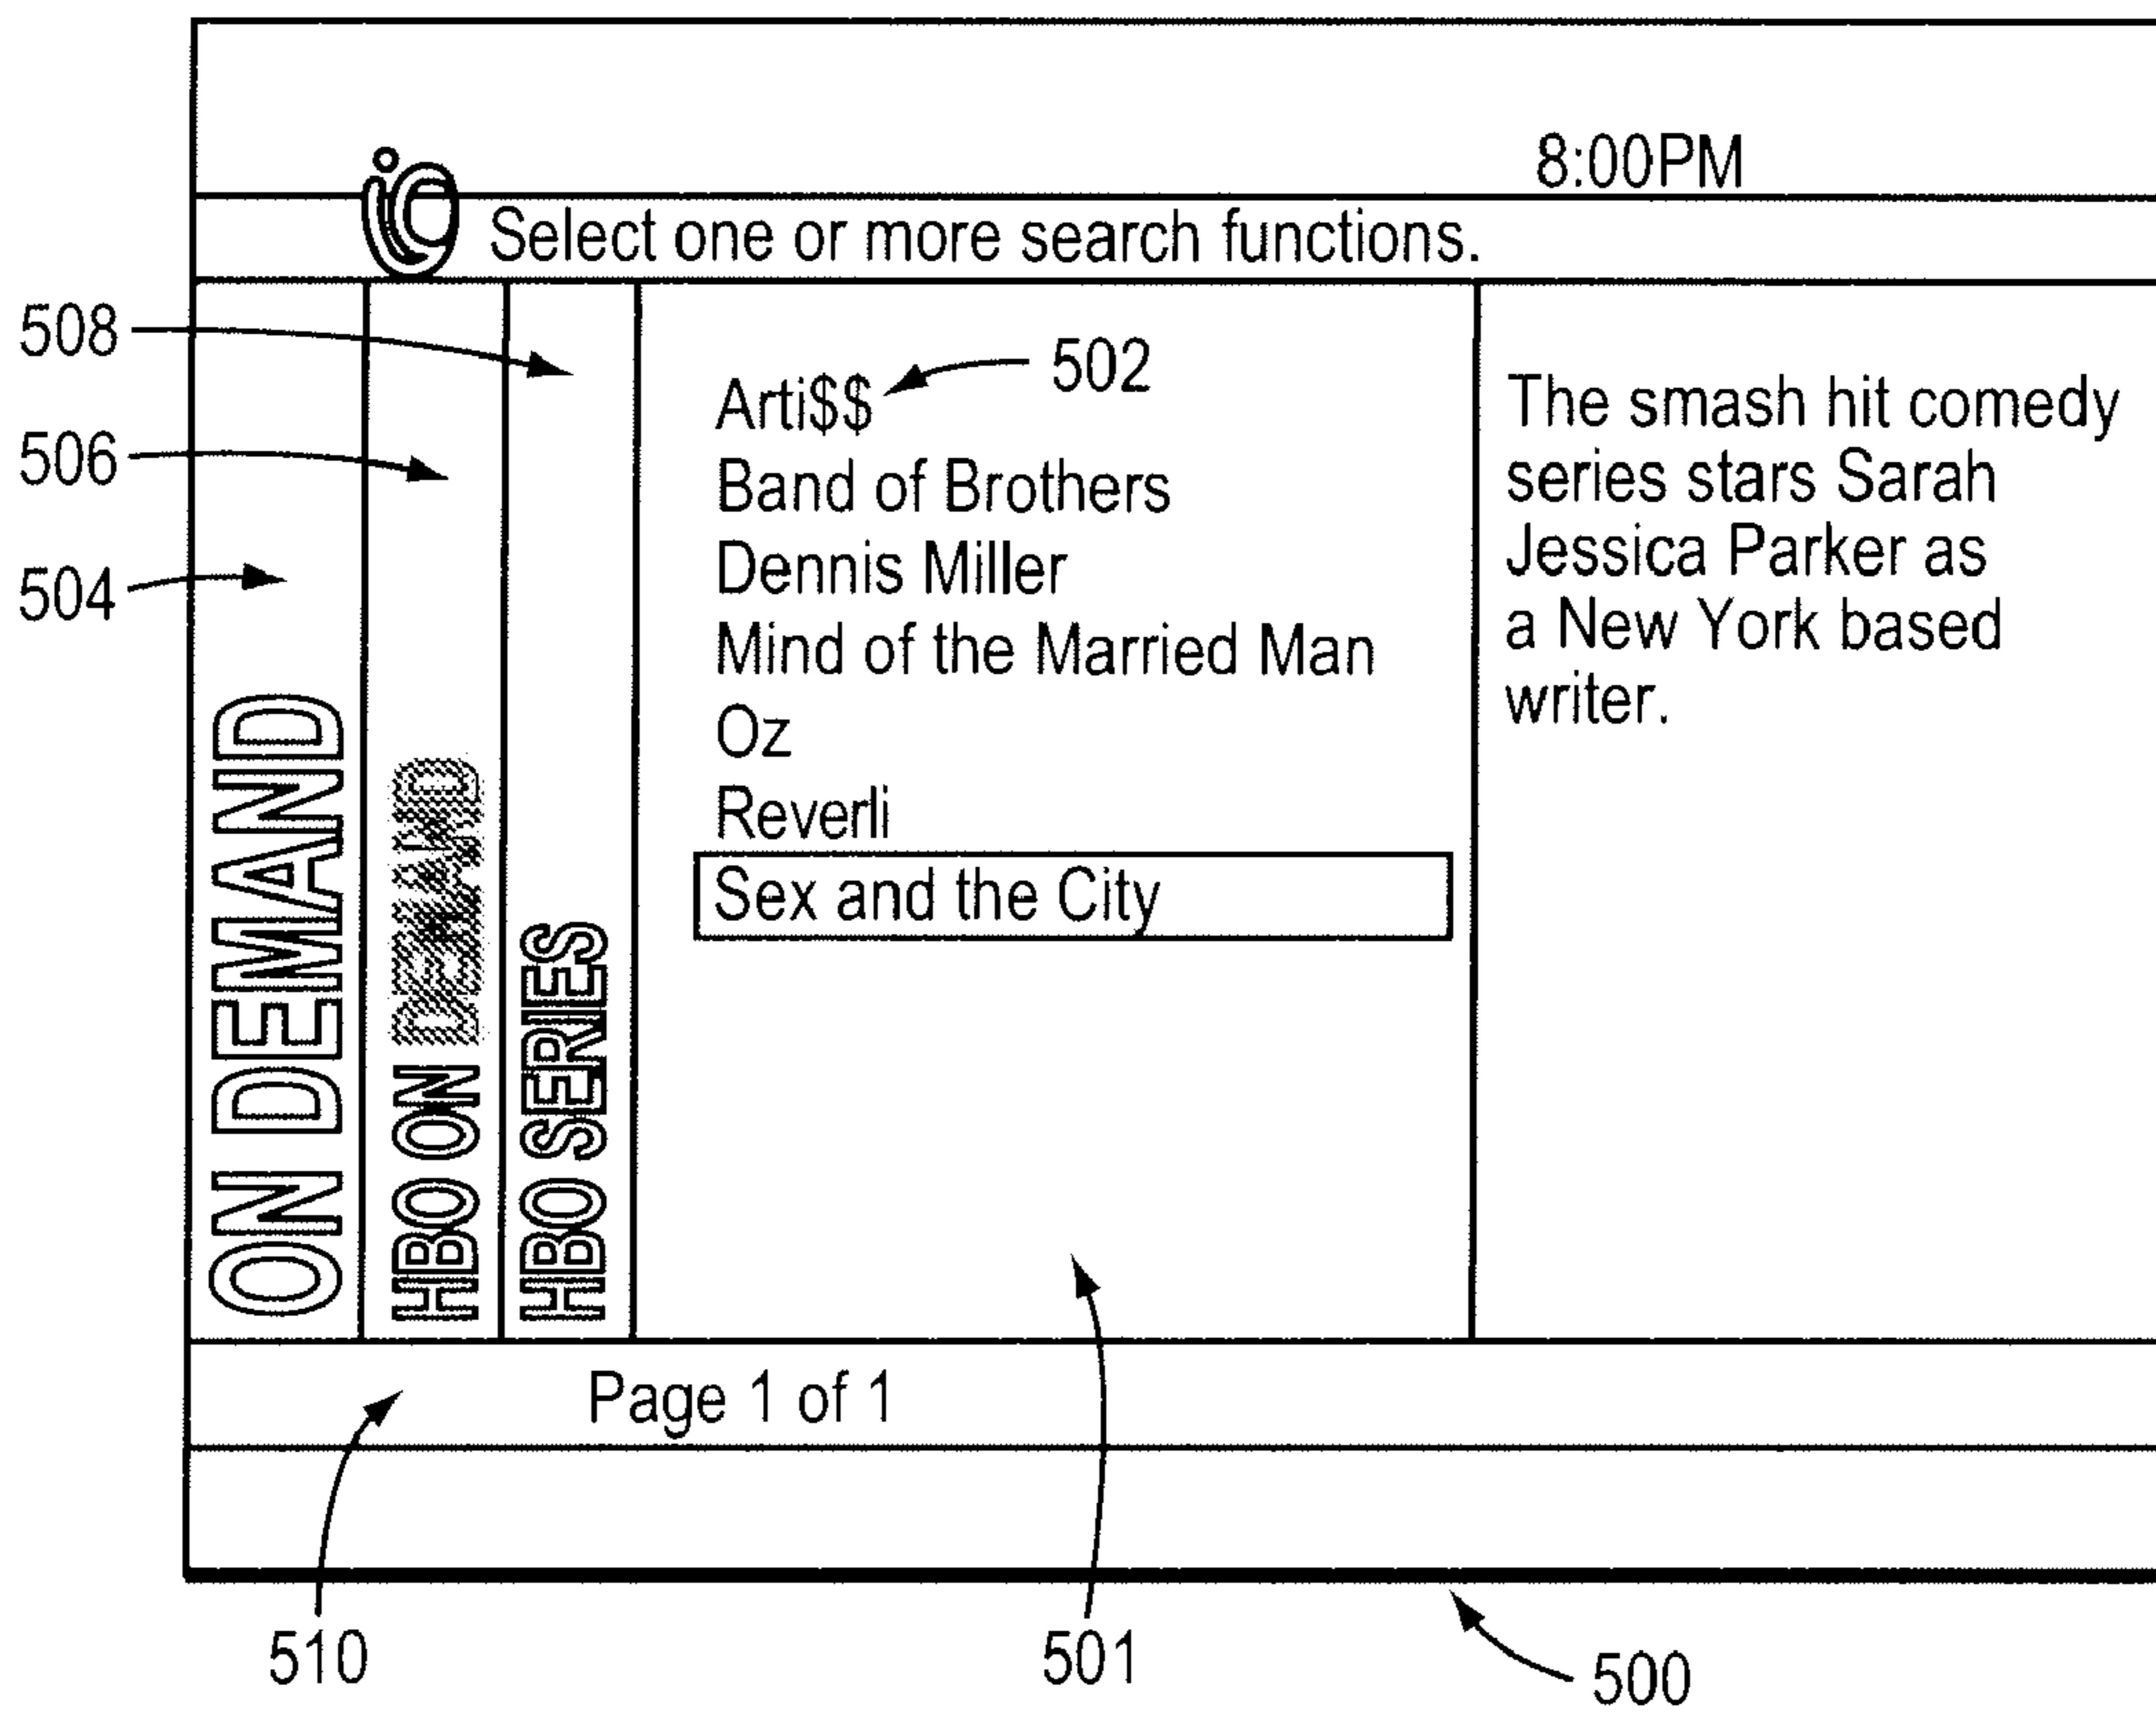 8:00PM
iO Select one or more search functions.
508
506
504
ON DEMAND
HBO ON DEMAND
HBO SERIES
502
Arti$$
Band of Brothers
Dennis Miller
Mind of the Married Man
Oz
Reverli
Sex and the City
The smash hit comedy
series stars Sarah
Jessica Parker as
a New York based
writer.
Page 1 of 1
510
501
500